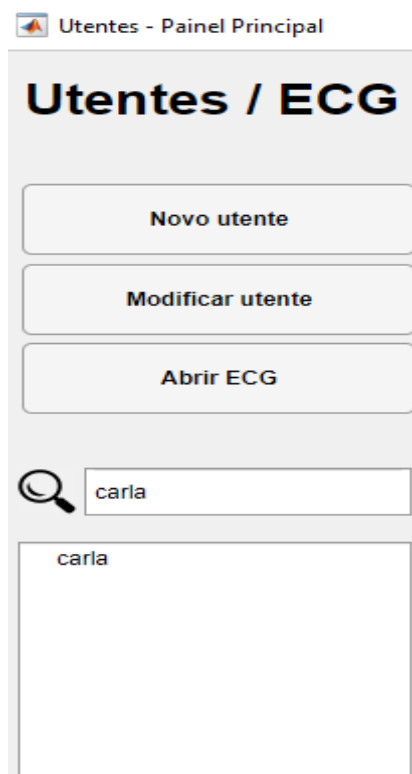 Utentes - Painel Principal
Utentes / ECG
Novo utente
Modificar utente
Abrir ECG
carla
carla